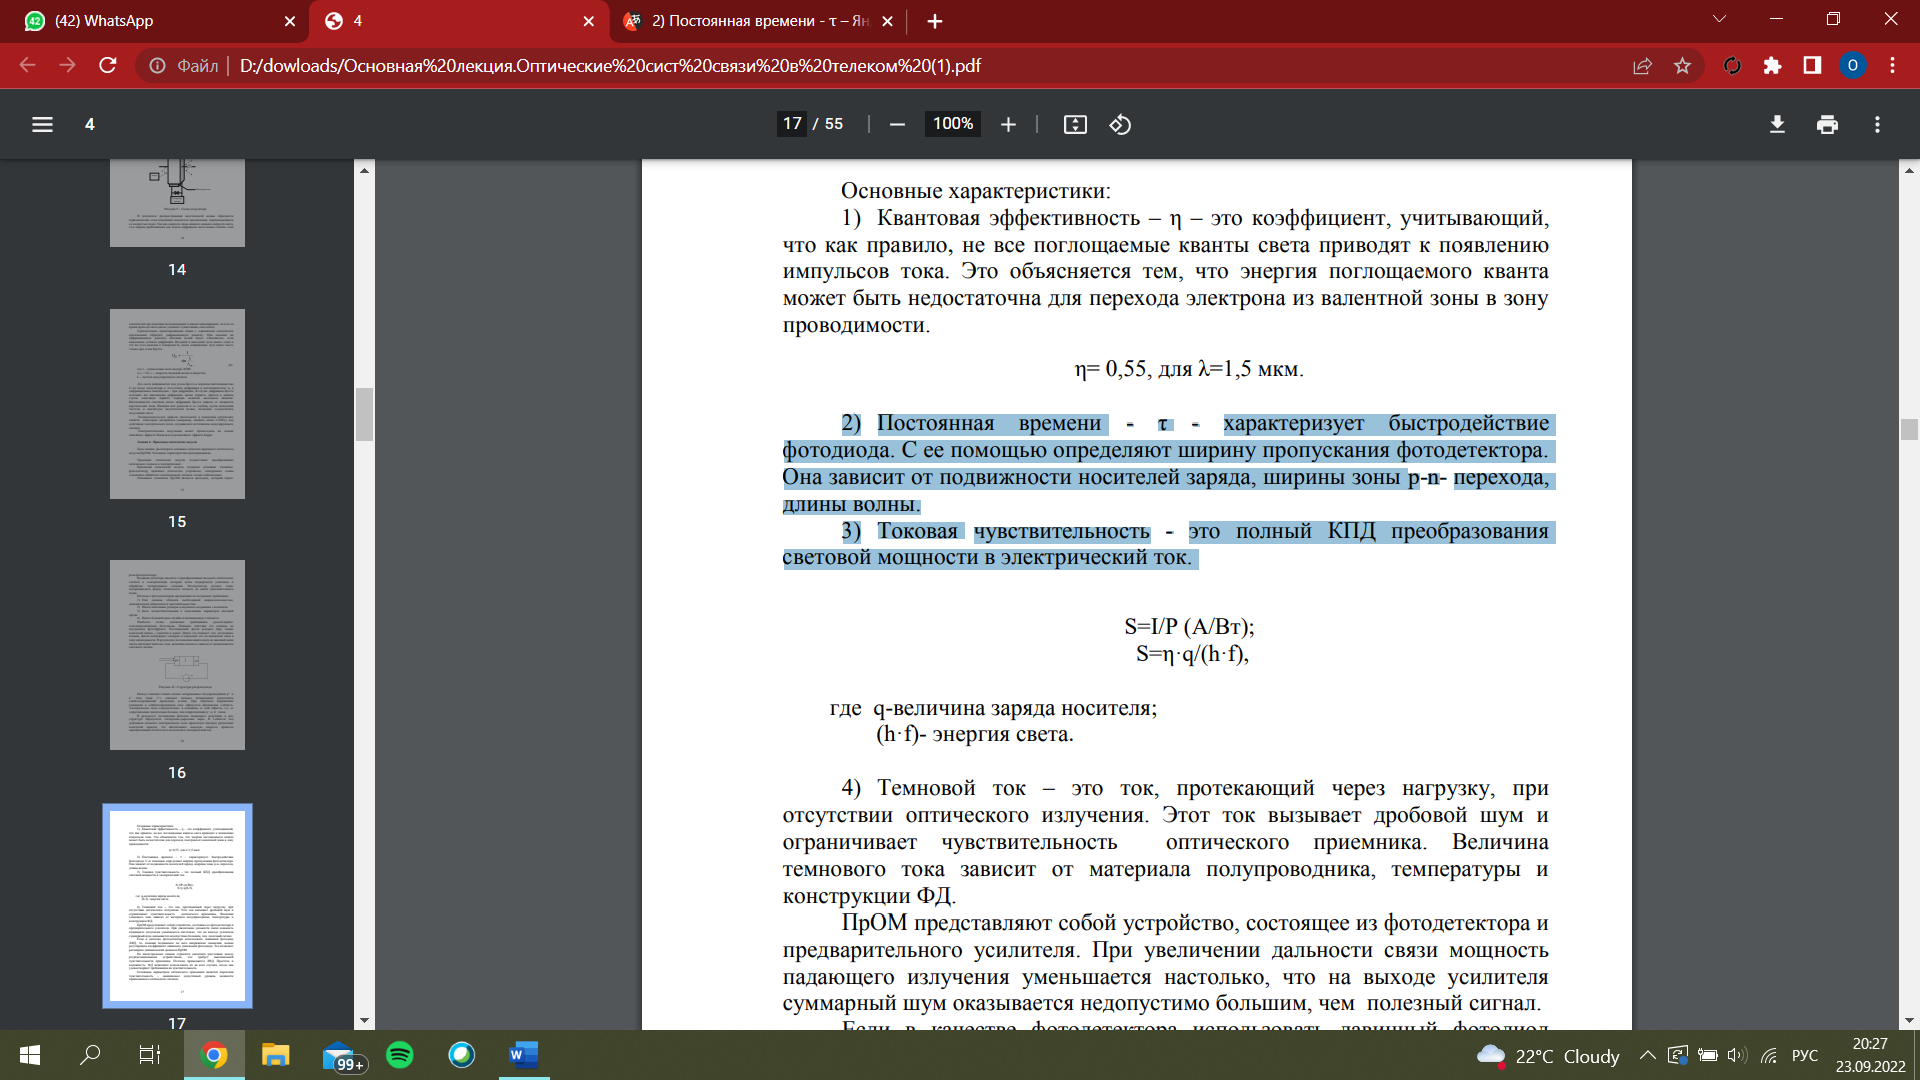 (42) WhatsApp
4
2) Постоянная времени - τ – Ян
Файл
D:/dowloads/Основная%20лекция.Оптические%20сист%20связи%20в%20телеком%20(1).pdf
О
4
17 / 55
100%
14
15
16
17
Основные характеристики:
1) Квантовая эффективность – η – это коэффициент, учитывающий,
что как правило, не все поглощаемые кванты света приводят к появлению
импульсов тока. Это объясняется тем, что энергия поглощаемого кванта
может быть недостаточна для перехода электрона из валентной зоны в зону
проводимости.
η= 0,55, для λ=1,5 мкм.
2) Постоянная времени - τ - характеризует быстродействие
фотодиода. С ее помощью определяют ширину пропускания фотодетектора.
Она зависит от подвижности носителей заряда, ширины зоны p-n- перехода,
длины волны.
3) Токовая чувствительность - это полный КПД преобразования
световой мощности в электрический ток.
S=I/P (А/Вт);
S=η·q/(h·f),
где q-величина заряда носителя;
(h·f)- энергия света.
4) Темновой ток – это ток, протекающий через нагрузку, при
отсутствии оптического излучения. Этот ток вызывает дробовой шум и
ограничивает чувствительность оптического приемника. Величина
темнового тока зависит от материала полупроводника, температуры и
конструкции ФД.
ПрОМ представляют собой устройство, состоящее из фотодетектора и
предварительного усилителя. При увеличении дальности связи мощность
падающего излучения уменьшается настолько, что на выходе усилителя
суммарный шум оказывается недопустимо большим, чем полезный сигнал.
Если в качестве фотодетектора использовать лавинный фотодиод
99+
22°C Cloudy
РУС
20:27
23.09.2022